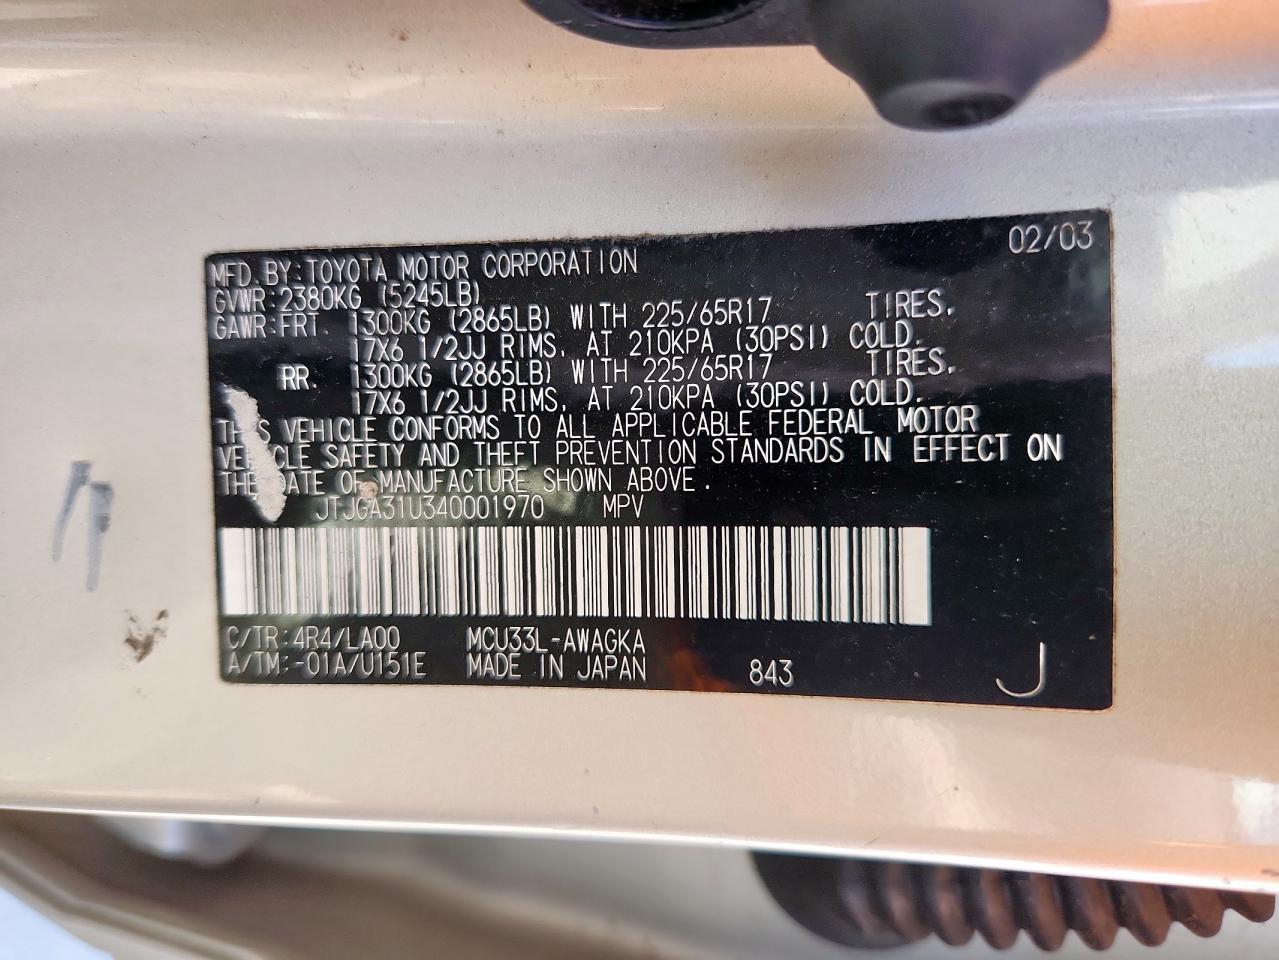 02/03
MFD. BY: TOYOTA MOTOR CORPORATION
GVWR: 2380KG (5245LB)
GAWR: FRT. 1300KG (2865LB) WITH 225/65R17 TIRES,
17X6 1/2JJ RIMS, AT 210KPA (30PSI) COLD.
RR. 1300KG (2865LB) WITH 225/65R17 TIRES,
17X6 1/2JJ RIMS, AT 210KPA (30PSI) COLD.
THIS VEHICLE CONFORMS TO ALL APPLICABLE FEDERAL MOTOR
VEHICLE SAFETY AND THEFT PREVENTION STANDARDS IN EFFECT ON
THE DATE OF MANUFACTURE SHOWN ABOVE.
JTJGA31U340001970 MPV
C/TR: 4R4/LA00 MCU33L-AWAGKA
A/TM: -01A/U151E MADE IN JAPAN 843 J